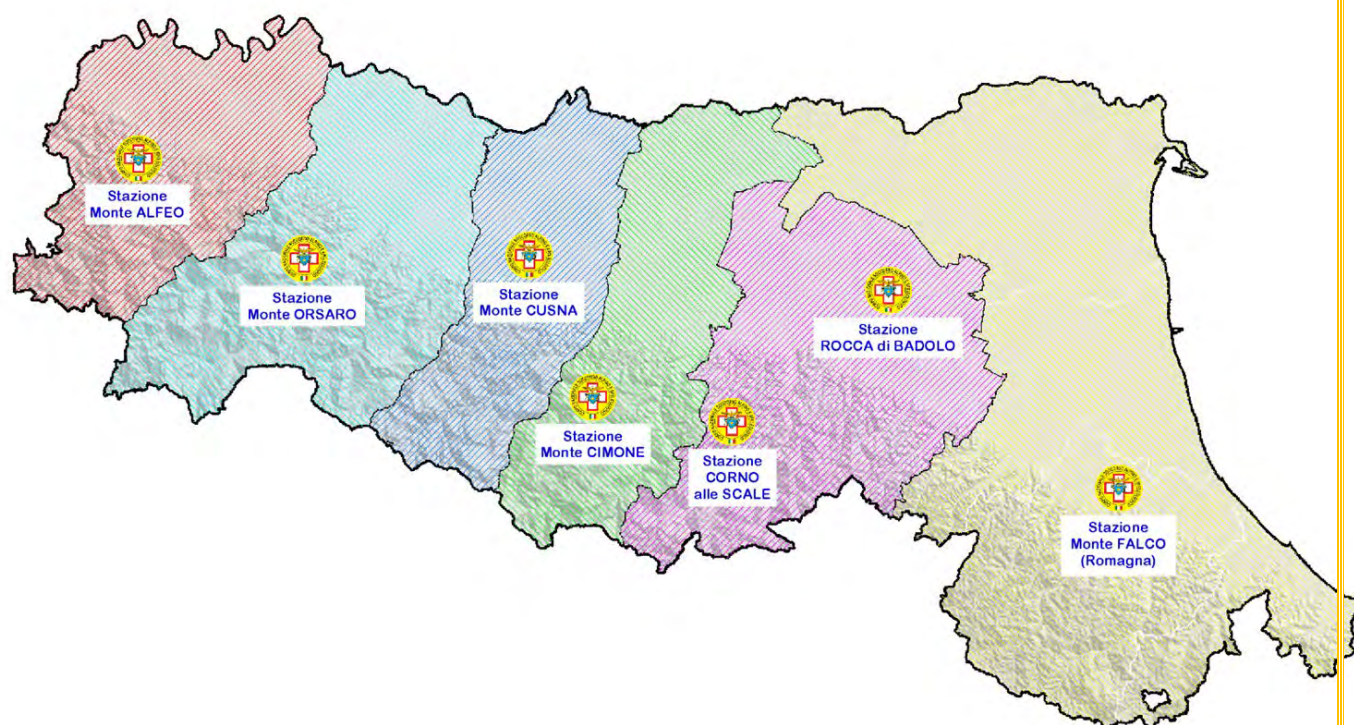 Stazione
Monte ALFEO
Stazione
Monte ORSARO
Stazione
Monte CUSNA
Stazione
ROCCA di BADOLO
Stazione
Monte CIMONE
Stazione
CORNO
alle SCALE
Stazione
Monte FALCO
(Romagna)